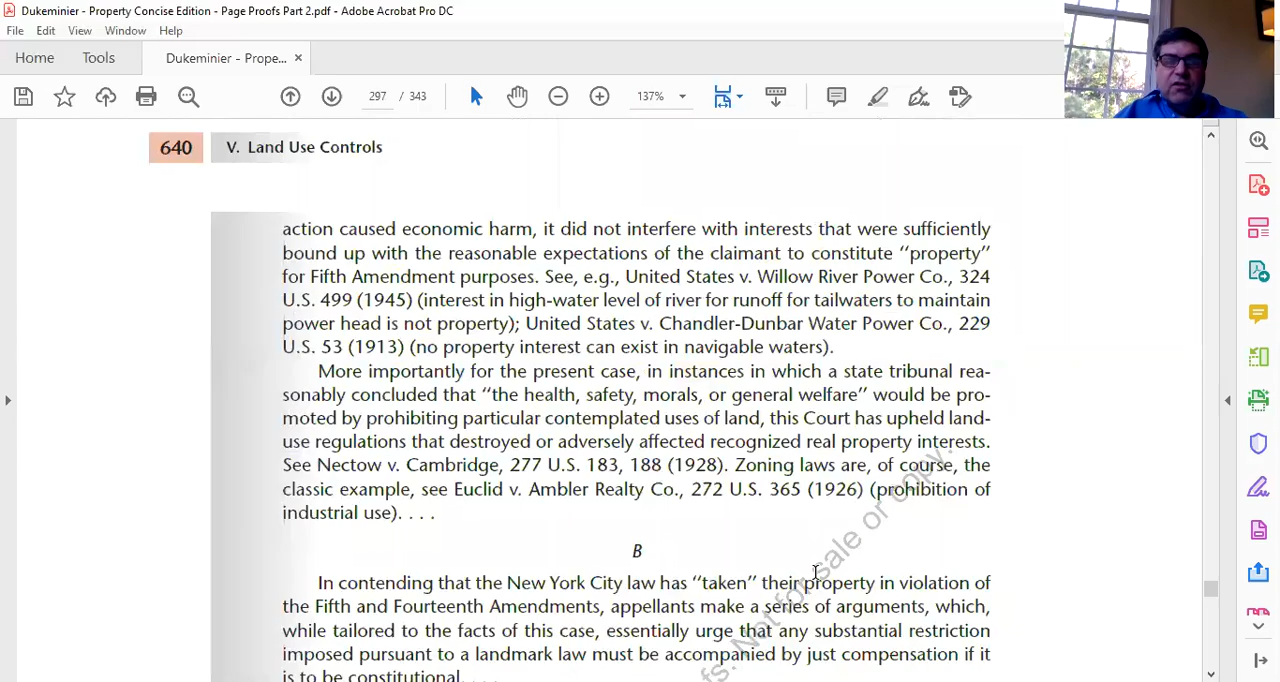 Dukeminier - Property Concise Edition - Page Proofs Part 2.pdf - Adobe Acrobat Pro DC
File Edit View Window Help
Home Tools Dukeminier - Prope... ×
297 / 343 137%
640 V. Land Use Controls
action caused economic harm, it did not interfere with interests that were sufficiently
bound up with the reasonable expectations of the claimant to constitute “property”
for Fifth Amendment purposes. See, e.g., United States v. Willow River Power Co., 324
U.S. 499 (1945) (interest in high-water level of river for runoff for tailwaters to maintain
power head is not property); United States v. Chandler-Dunbar Water Power Co., 229
U.S. 53 (1913) (no property interest can exist in navigable waters).
More importantly for the present case, in instances in which a state tribunal rea-
sonably concluded that “the health, safety, morals, or general welfare” would be pro-
moted by prohibiting particular contemplated uses of land, this Court has upheld land-
use regulations that destroyed or adversely affected recognized real property interests.
See Nectow v. Cambridge, 277 U.S. 183, 188 (1928). Zoning laws are, of course, the
classic example, see Euclid v. Ambler Realty Co., 272 U.S. 365 (1926) (prohibition of
industrial use). . . .
B
In contending that the New York City law has “taken” their property in violation of
the Fifth and Fourteenth Amendments, appellants make a series of arguments, which,
while tailored to the facts of this case, essentially urge that any substantial restriction
imposed pursuant to a landmark law must be accompanied by just compensation if it
is to be constitutional. . . .
fs. Not for sale or copy.